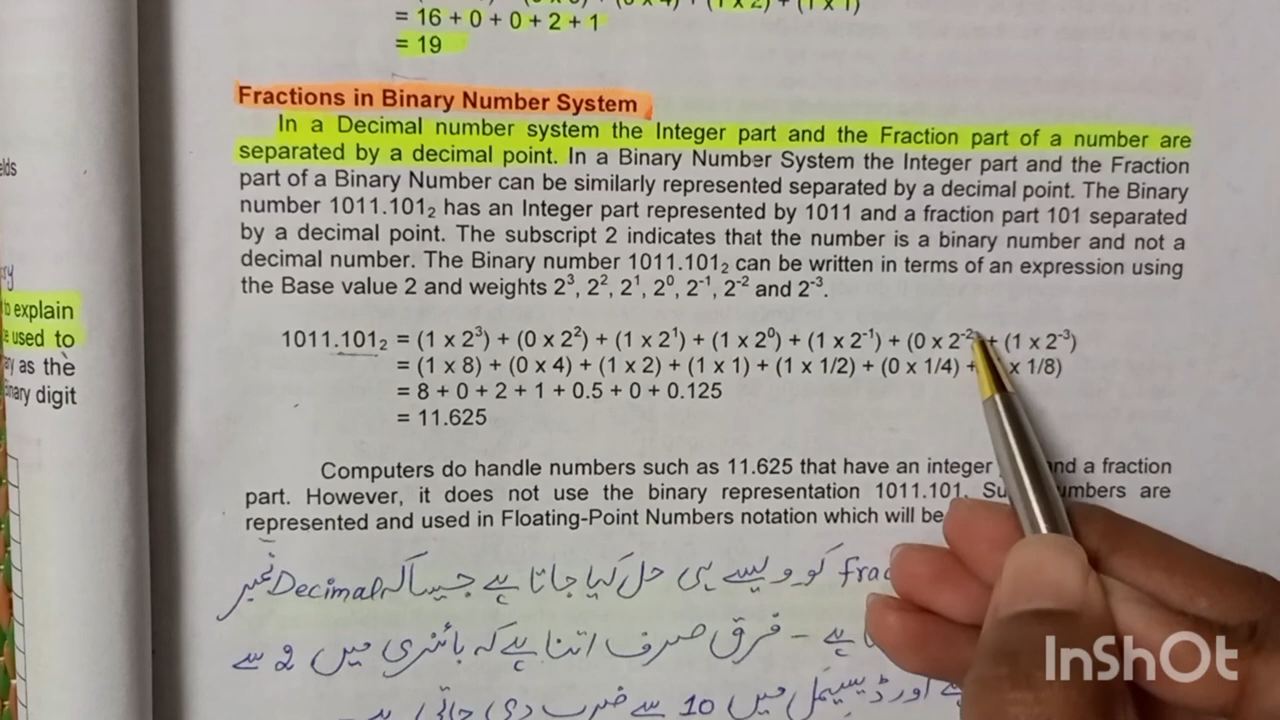 = 16 + 0 + 0 + 2 + 1
= 19
Fractions in Binary Number System
In a Decimal number system the Integer part and the Fraction part of a number are
separated by a decimal point. In a Binary Number System the Integer part and the Fraction
part of a Binary Number can be similarly represented separated by a decimal point. The Binary
number 1011.101₂ has an Integer part represented by 1011 and a fraction part 101 separated
by a decimal point. The subscript 2 indicates that the number is a binary number and not a
decimal number. The Binary number 1011.101₂ can be written in terms of an expression using
the Base value 2 and weights 2³, 2², 2¹, 2⁰, 2⁻¹, 2⁻² and 2⁻³.
1011.101₂ = (1 x 2³) + (0 x 2²) + (1 x 2¹) + (1 x 2⁰) + (1 x 2⁻¹) + (0 x 2⁻²) + (1 x 2⁻³)
= (1 x 8) + (0 x 4) + (1 x 2) + (1 x 1) + (1 x 1/2) + (0 x 1/4) + x 1/8)
= 8 + 0 + 2 + 1 + 0.5 + 0 + 0.125
= 11.625
Computers do handle numbers such as 11.625 that have an integer and a fraction
part. However, it does not use the binary representation 1011.101. numbers are
represented and used in Floating-Point Numbers notation which will be
کو ویسے ہی حل کیا جاتا ہے جیسا کہ Decimal نمبر
ہے - فرق صرف اتنا ہے کہ بائنری میں 2 سے
اور ڈیسیمل میں 10 سے ضرب دی جاتی ہے
explain
used to
as the
digit
InShOt